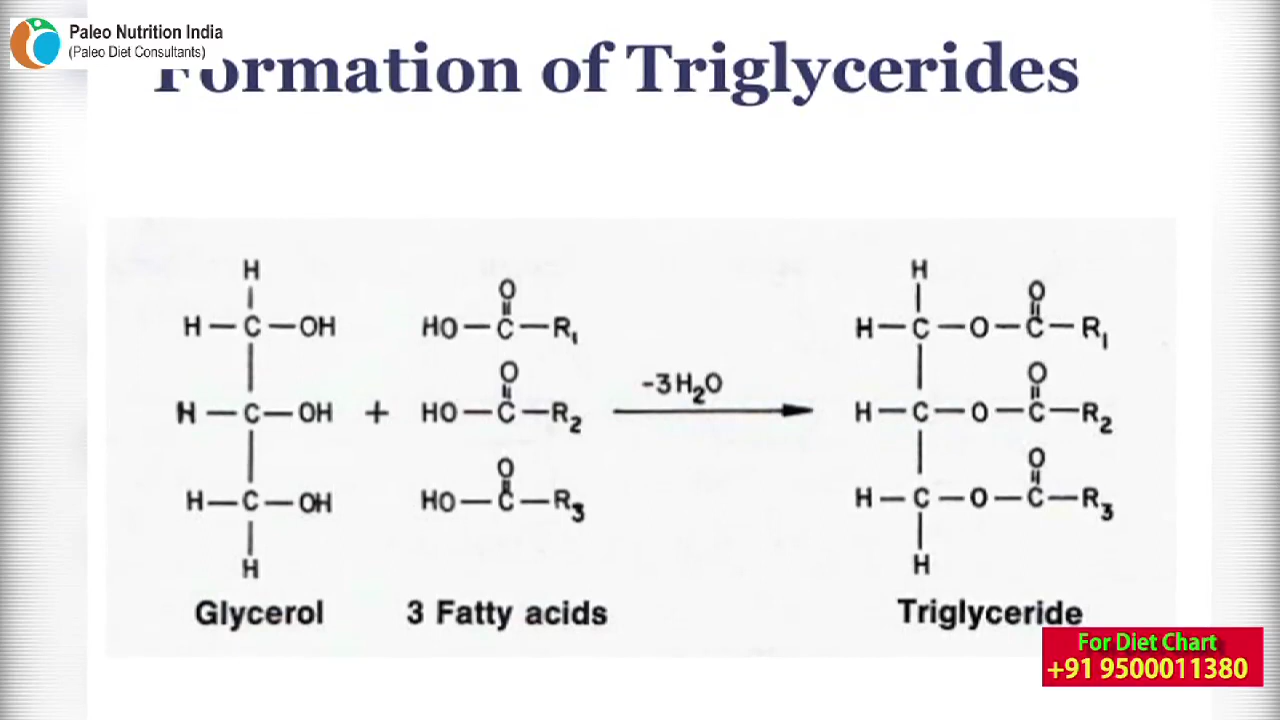 Paleo Nutrition India
(Paleo Diet Consultants)
Formation of Triglycerides
H H
O O
H—C—OH HO—C—R₁ H—C—O—C—R₁
O -3H₂O O
H—C—OH + HO—C—R₂ H—C—O—C—R₂
O O
H—C—OH HO—C—R₃ H—C—O—C—R₃
H H
Glycerol 3 Fatty acids Triglyceride
For Diet Chart
+91 9500011380